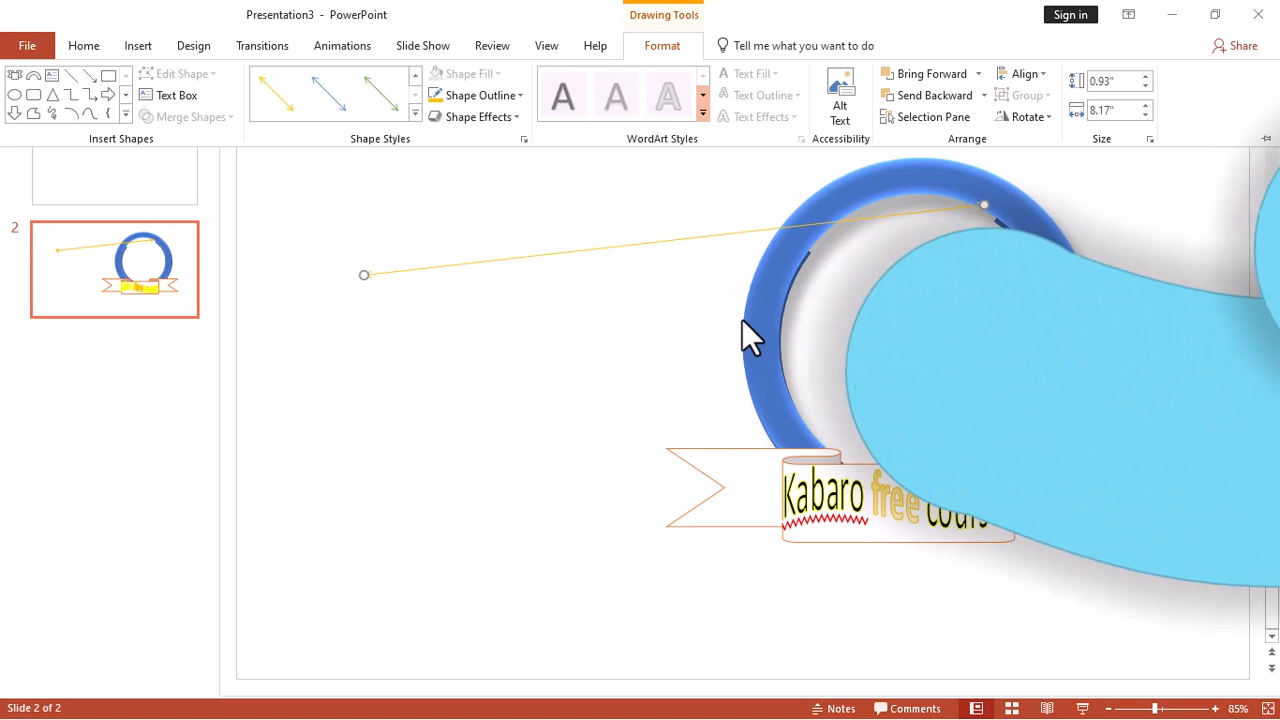 Presentation3 - PowerPoint
Drawing Tools
Sign in
File Home Insert Design Transitions Animations Slide Show Review View Help Format Tell me what you want to do Share
Edit Shape
Text Box
Merge Shapes
Insert Shapes
Shape Fill
Shape Outline
Shape Effects
Shape Styles
A A A
Text Fill
Text Outline
Text Effects
WordArt Styles
Alt
Text
Accessibility
Bring Forward
Send Backward
Selection Pane
Align
Group
Rotate
Arrange
0.93"
8.17"
Size
2
Kabaro free
Slide 2 of 2
Notes Comments 85%